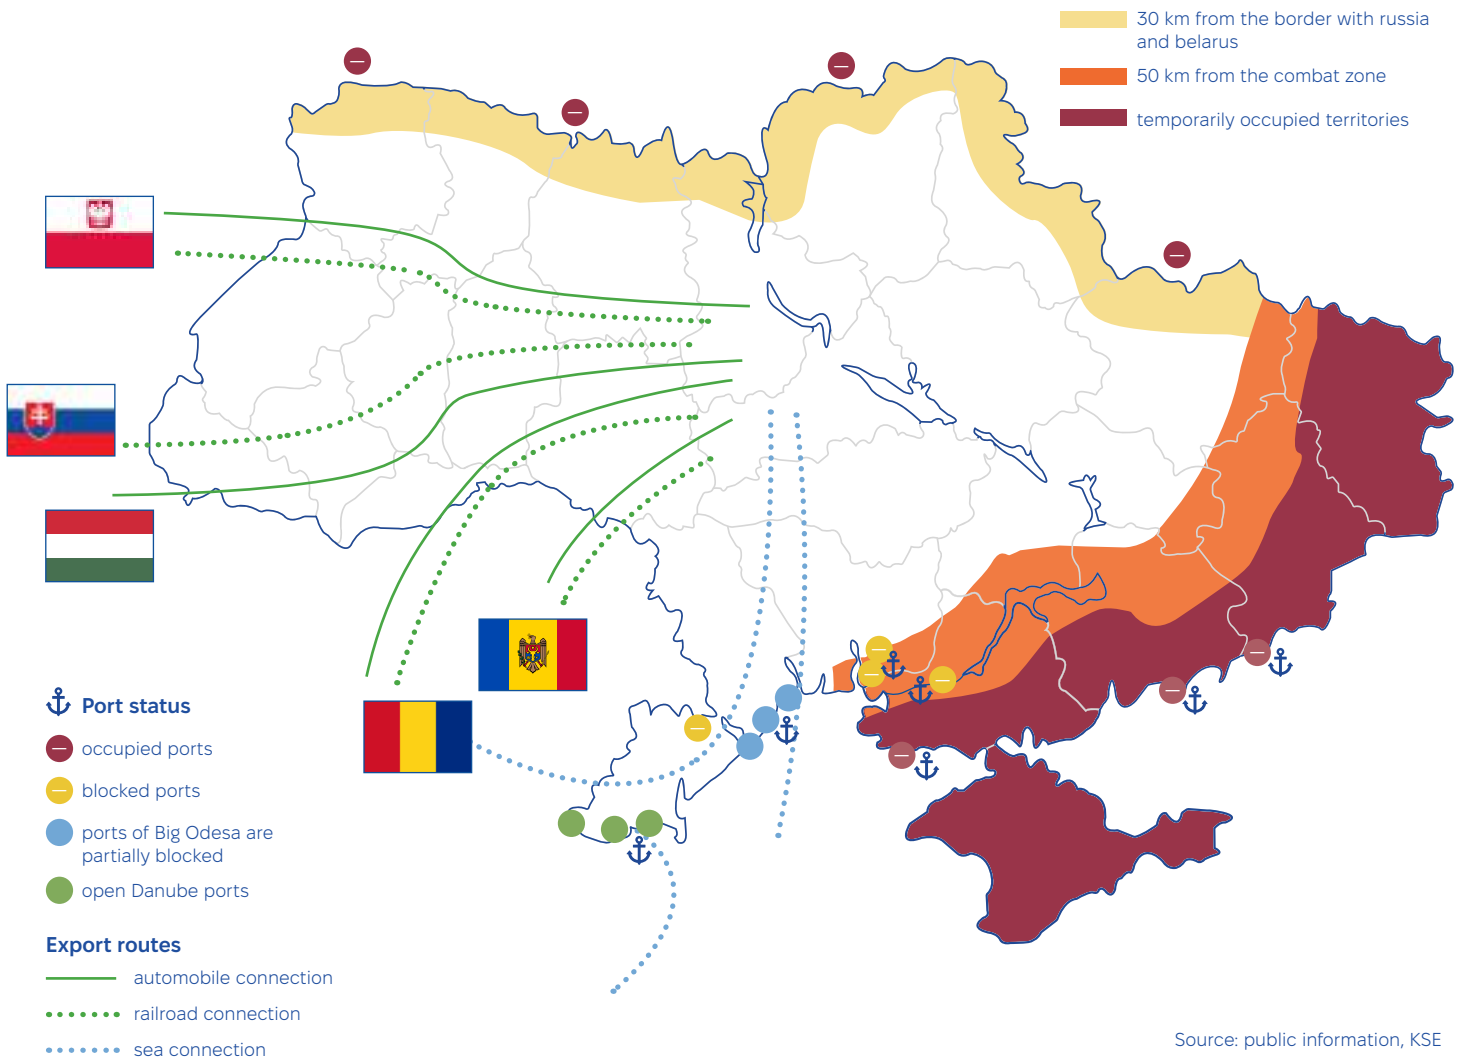 30 km from the border with russia
and belarus
50 km from the combat zone
temporarily occupied territories
Port status
occupied ports
blocked ports
ports of Big Odesa are
partially blocked
open Danube ports
Export routes
automobile connection
railroad connection
sea connection
Source: public information, KSE